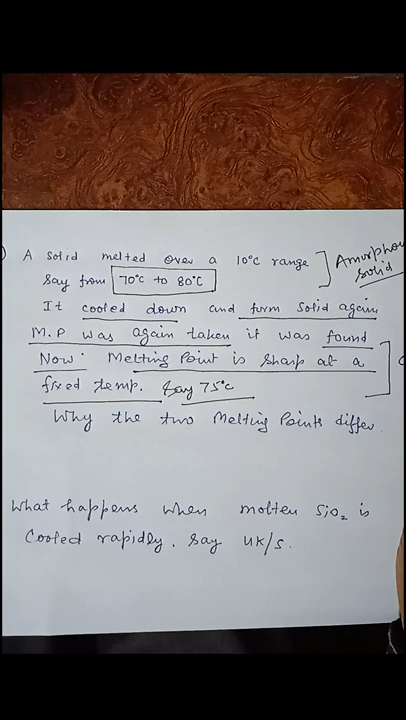 ) A solid melted over a 10°C range ] Amorphou
Say from 70°C to 80°C solid
It cooled down and form solid again
M.P was again taken it was found
Now: Melting Point is sharp at a
fixed temp. Say 75°C
Why the two Melting Points differ
What happens when molten SiO2 is
Cooled rapidly. Say 4K/s.